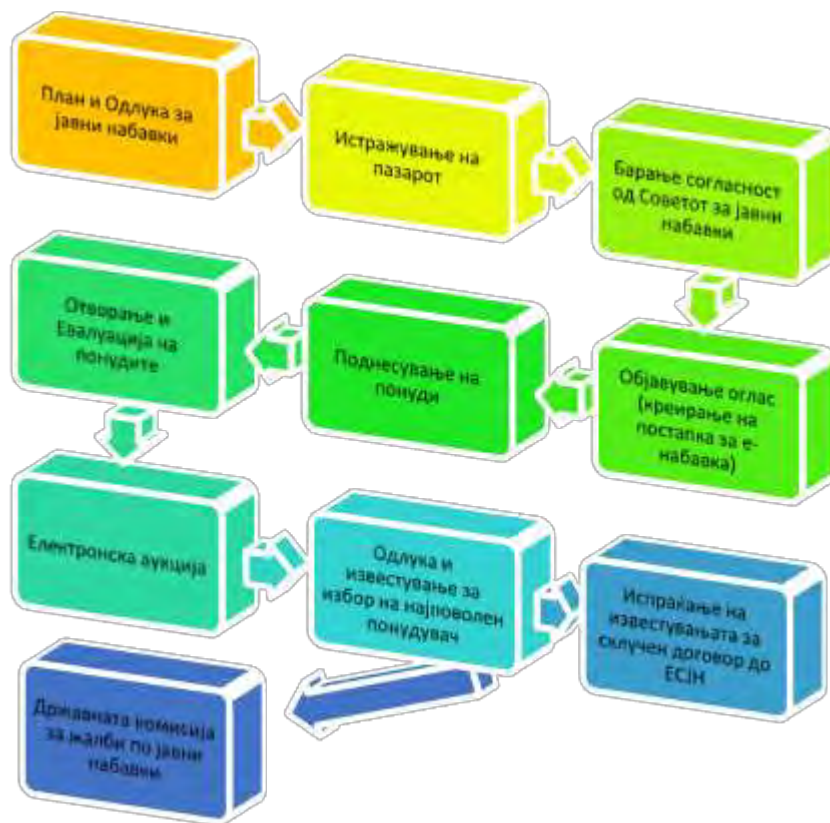 План и Одлука за
јавни набавки
Истражување на
пазарот
Барање согласност
од Советот за јавни
набавки
Објавување оглас
(креирање на
постапка за е-
набавка)
Поднесување на
понуди
Отворање и
Евалуација на
понудите
Електронска аукција
Одлука и
известување за
избор на најповолен
понудувач
Испраќање на
известувањата за
склучен договор до
ЕСЈН
Државната комисија
за жалби по јавни
набавки